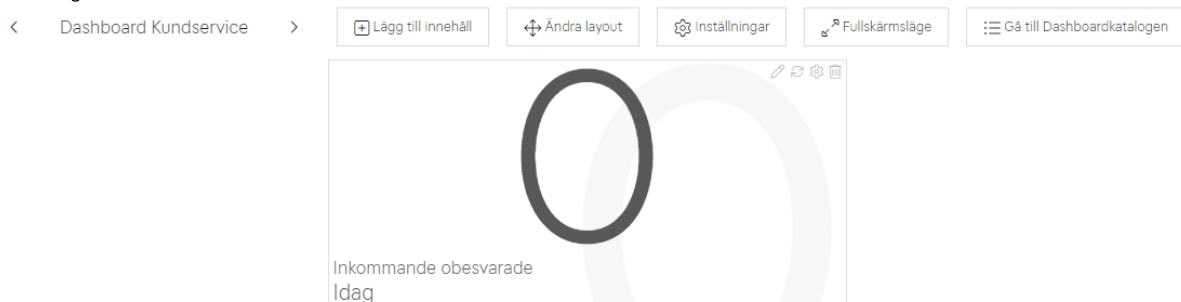 Dashboard Kundservice
Lägg till innehåll
Ändra layout
Inställningar
Fullskärmsläge
Gå till Dashboardkatalogen
0
Inkommande obesvarade
Idag